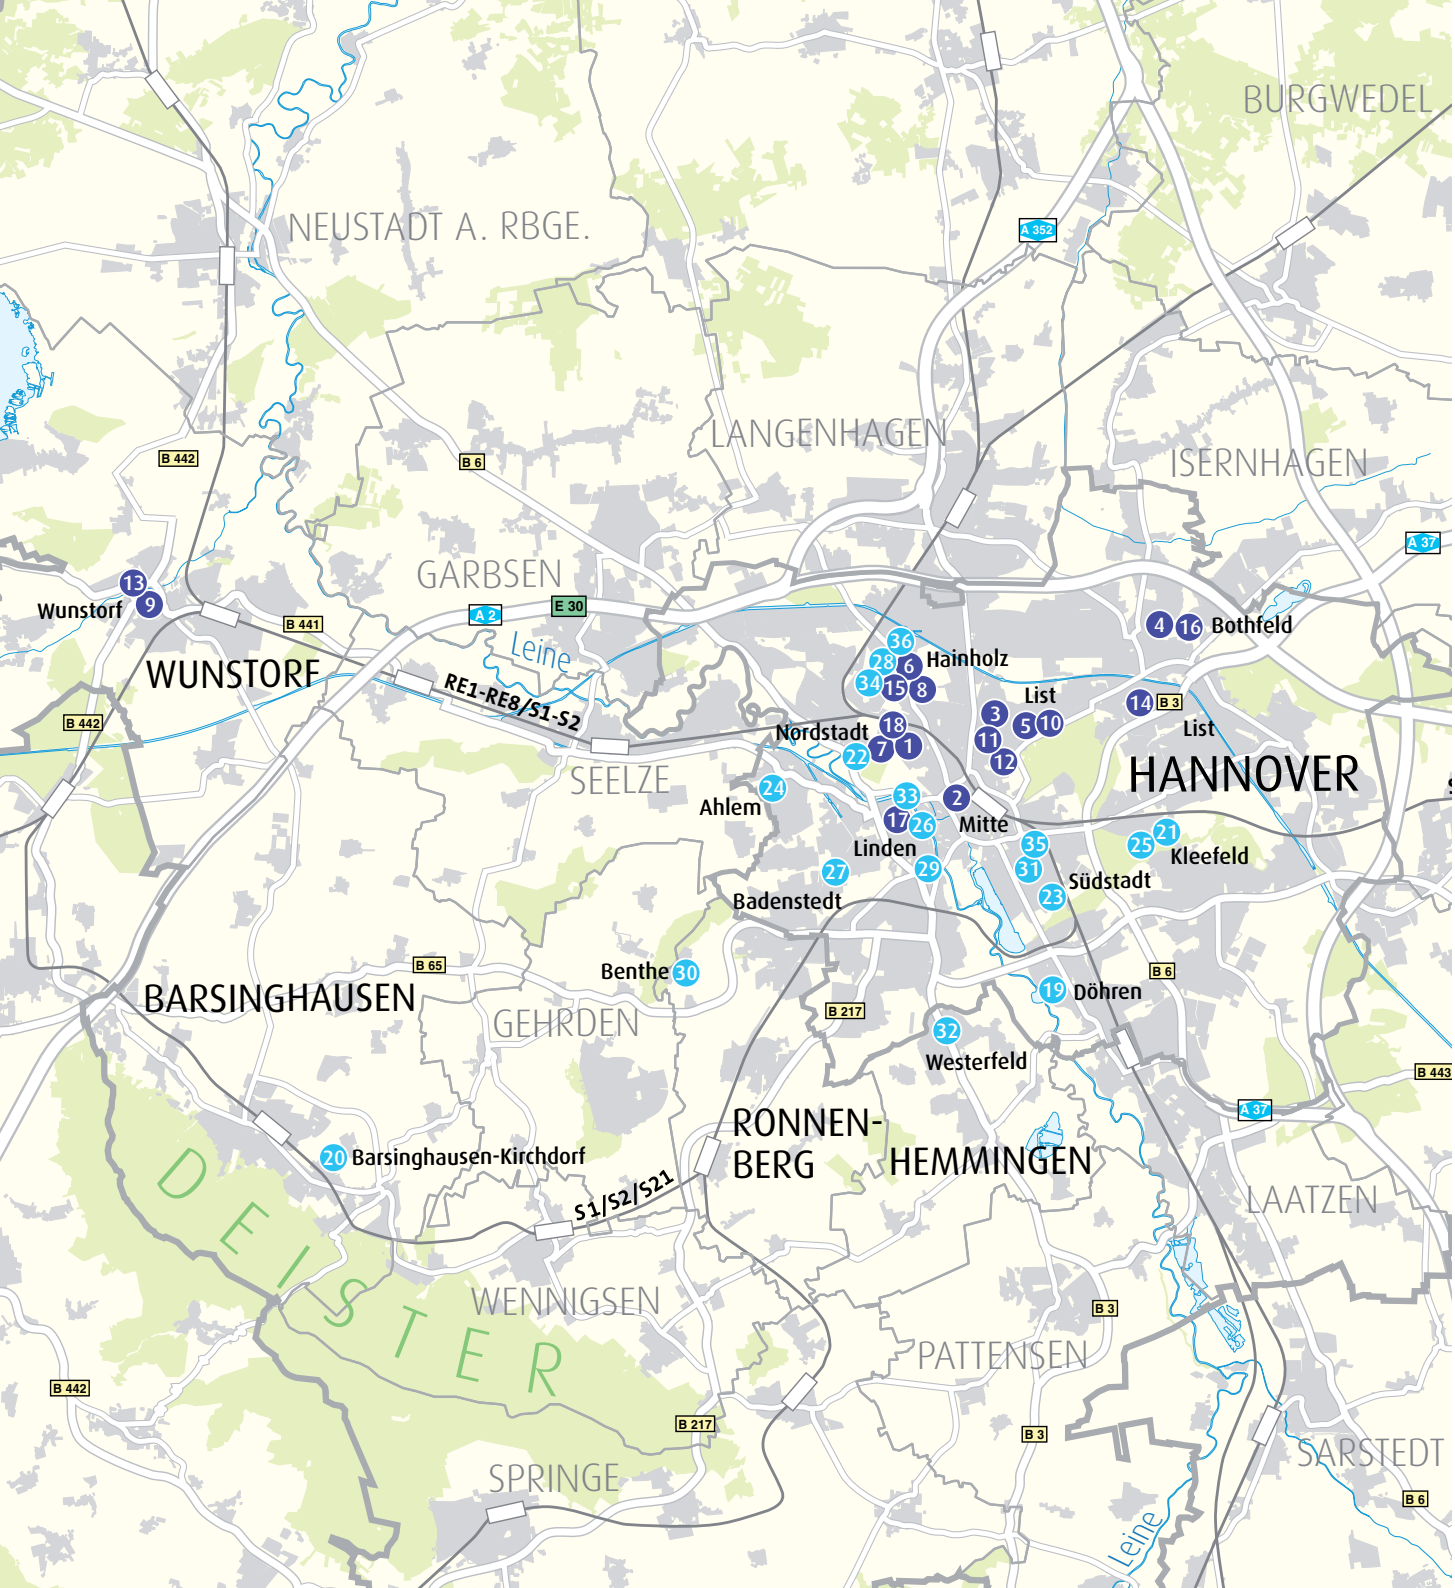 BURGWEDEL
NEUSTADT A. RBGE.
A 352
LANGENHAGEN
B 442
B 6
ISERNHAGEN
A 37
GARBSEN
13
9
Wunstorf
E 30
A 2
B 441
Leine
4
16
Bothfeld
36
28
6
Hainholz
34
15
8
WUNSTORF
RE1-RE8/S1-S2
B 442
List
3
5
10
14
B 3
List
18
Nordstadt
7
1
22
11
12
SEELZE
HANNOVER
24
Ahlem
33
2
Mitte
17
26
Linden
35
21
25
Kleefeld
27
29
31
Südstadt
23
Badenstedt
B 65
Benthe
30
B 6
19
Döhren
BARSINGHAUSEN
GEHRDEN
B 217
32
Westerfeld
B 443
A 37
RONNEN-
BERG
HEMMINGEN
20
Barsinghausen-Kirchdorf
DEISTER
S1/S2/S21
LAATZEN
WENNIGSEN
B 3
PATTENSEN
B 442
B 217
B 3
SARSTEDT
SPRINGE
B 6
Leine